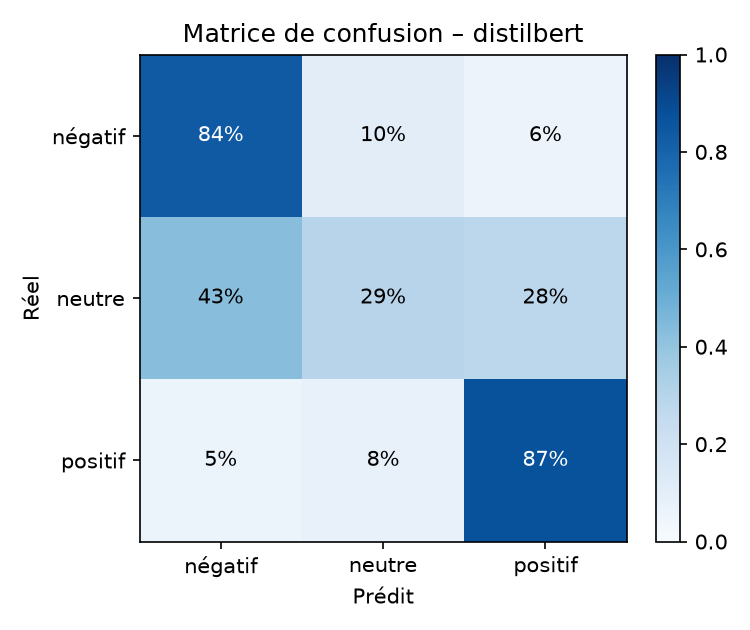 Matrice de confusion – distilbert
négatif 84% 10% 6%
neutre 43% 29% 28%
positif 5% 8% 87%
négatif neutre positif
Prédit
Réel
1.0
0.8
0.6
0.4
0.2
0.0